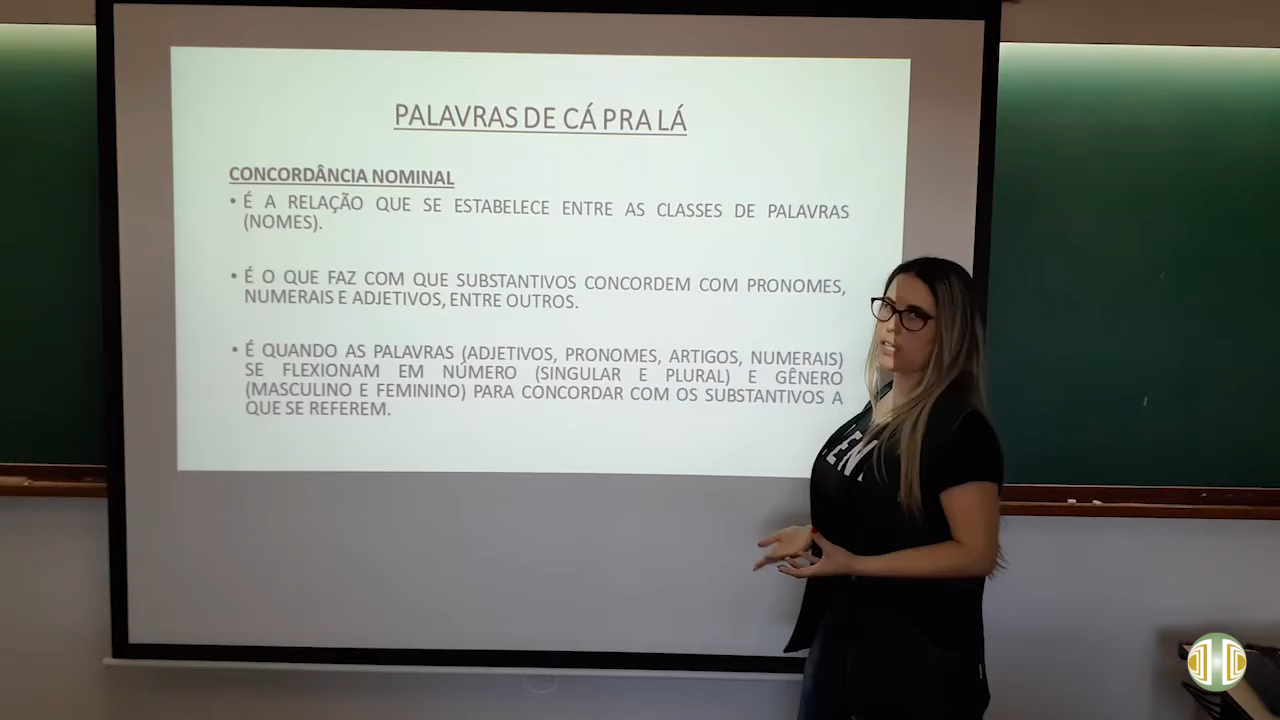 PALAVRAS DE CÁ PRA LÁ
CONCORDÂNCIA NOMINAL
• É A RELAÇÃO QUE SE ESTABELECE ENTRE AS CLASSES DE PALAVRAS
(NOMES).
• É O QUE FAZ COM QUE SUBSTANTIVOS CONCORDEM COM PRONOMES,
NUMERAIS E ADJETIVOS, ENTRE OUTROS.
• É QUANDO AS PALAVRAS (ADJETIVOS, PRONOMES, ARTIGOS, NUMERAIS)
SE FLEXIONAM EM NÚMERO (SINGULAR E PLURAL) E GÊNERO
(MASCULINO E FEMININO) PARA CONCORDAR COM OS SUBSTANTIVOS A
QUE SE REFEREM.